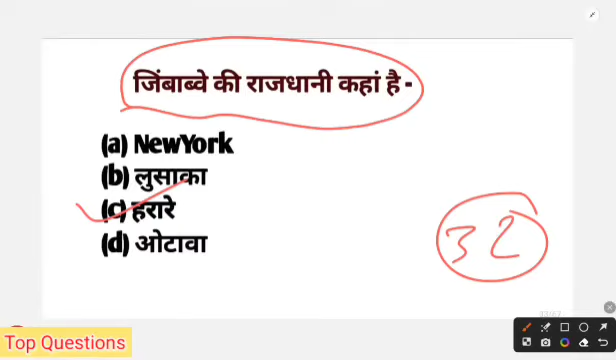 जिंबाब्वे की राजधानी कहां है -
(a) NewYork
(b) लुसाका
(c) हरारे
(d) ओटावा
32
Top Questions